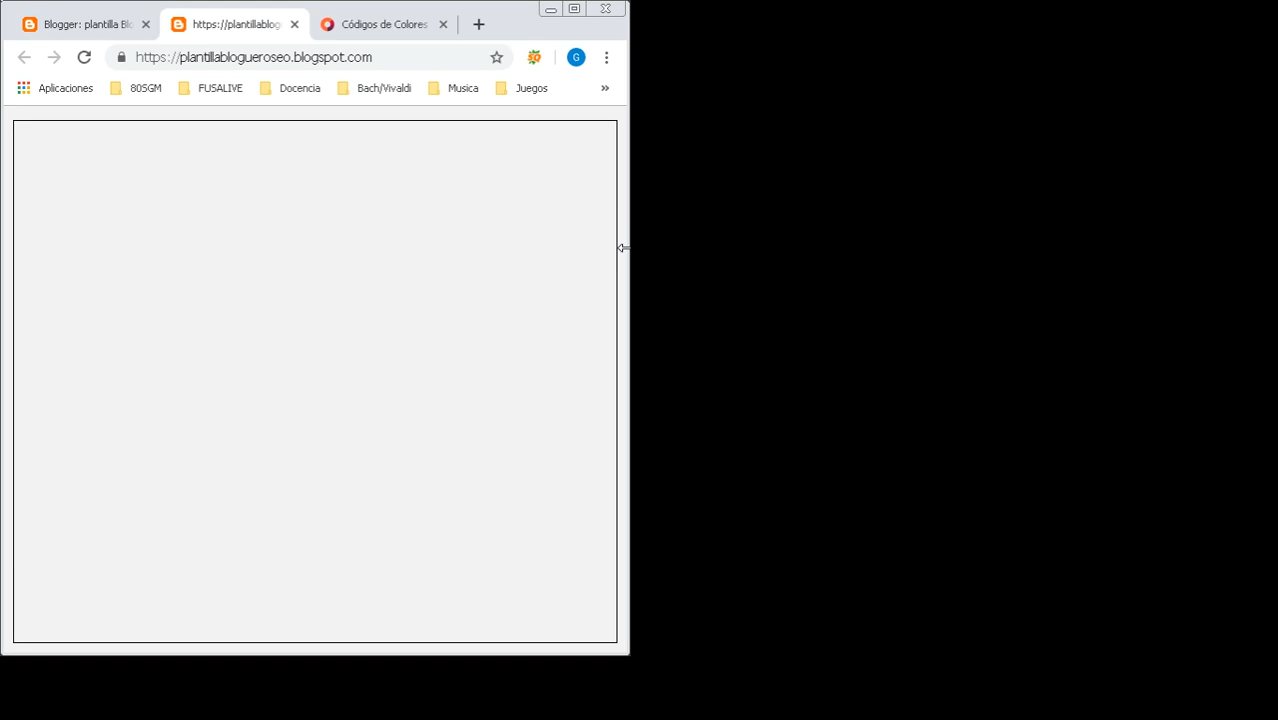 Blogger: plantilla Blo
https://plantillablog
Códigos de Colores
https://plantillablogueroseo.blogspot.com
G
Aplicaciones 80SGM FUSALIVE Docencia Bach/Vivaldi Musica Juegos »